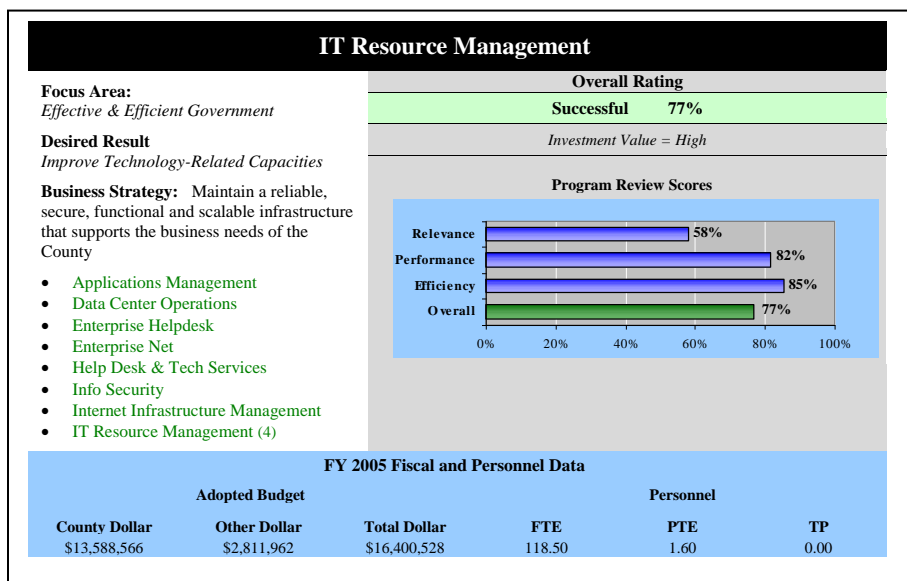 IT Resource Management
Focus Area:
Effective & Efficient Government
Desired Result
Improve Technology-Related Capacities
Business Strategy: Maintain a reliable,
secure, functional and scalable infrastructure
that supports the business needs of the
County
• Applications Management
• Data Center Operations
• Enterprise Helpdesk
• Enterprise Net
• Help Desk & Tech Services
• Info Security
• Internet Infrastructure Management
• IT Resource Management (4)
Overall Rating
Successful 77%
Investment Value = High
Program Review Scores
Relevance 58%
Performance 82%
Efficiency 85%
Overall 77%
0% 20% 40% 60% 80% 100%
FY 2005 Fiscal and Personnel Data
Adopted Budget Personnel
County Dollar Other Dollar Total Dollar FTE PTE TP
$13,588,566 $2,811,962 $16,400,528 118.50 1.60 0.00